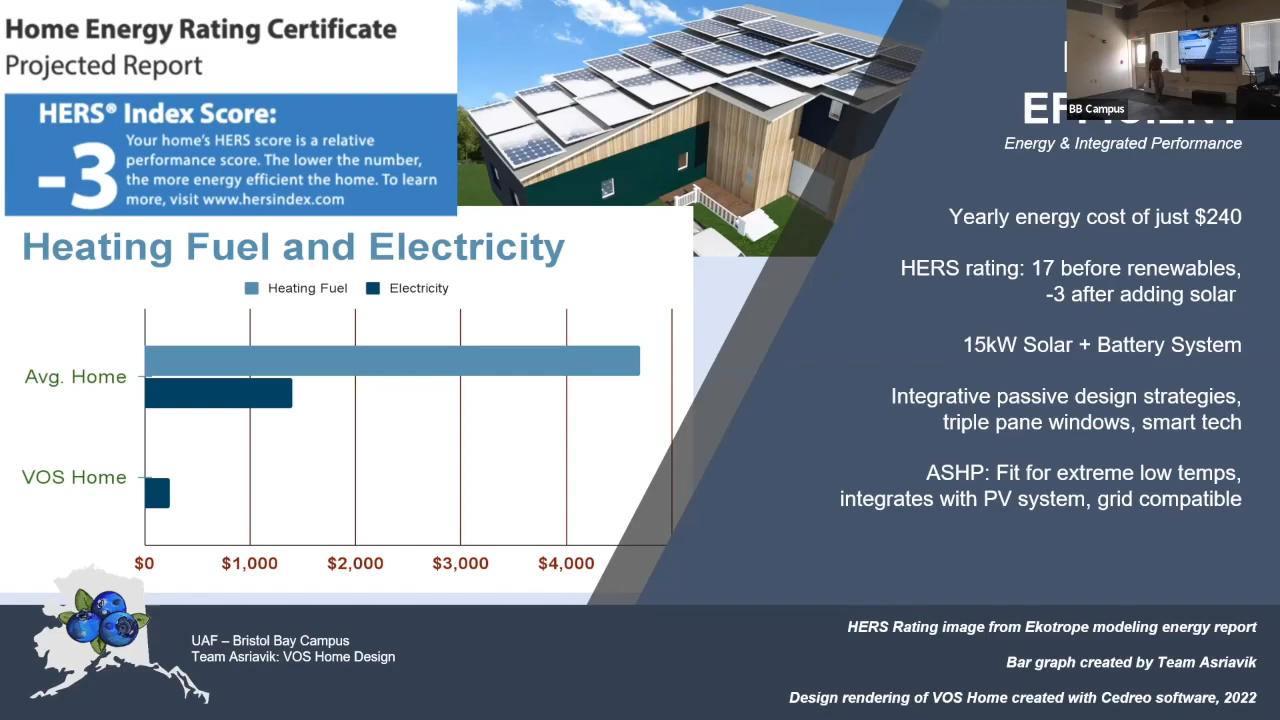 Home Energy Rating Certificate
Projected Report
HERS® Index Score:
-3
Your home's HERS score is a relative
performance score. The lower the number,
the more energy efficient the home. To learn
more, visit www.hersindex.com
Heating Fuel and Electricity
Heating Fuel
Electricity
Avg. Home
VOS Home
$0 $1,000 $2,000 $3,000 $4,000
BB Campus
Energy & Integrated Performance
Yearly energy cost of just $240
HERS rating: 17 before renewables,
-3 after adding solar
15kW Solar + Battery System
Integrative passive design strategies,
triple pane windows, smart tech
ASHP: Fit for extreme low temps,
integrates with PV system, grid compatible
UAF – Bristol Bay Campus
Team Asriavik: VOS Home Design
HERS Rating image from Ekotrope modeling energy report
Bar graph created by Team Asriavik
Design rendering of VOS Home created with Cedreo software, 2022